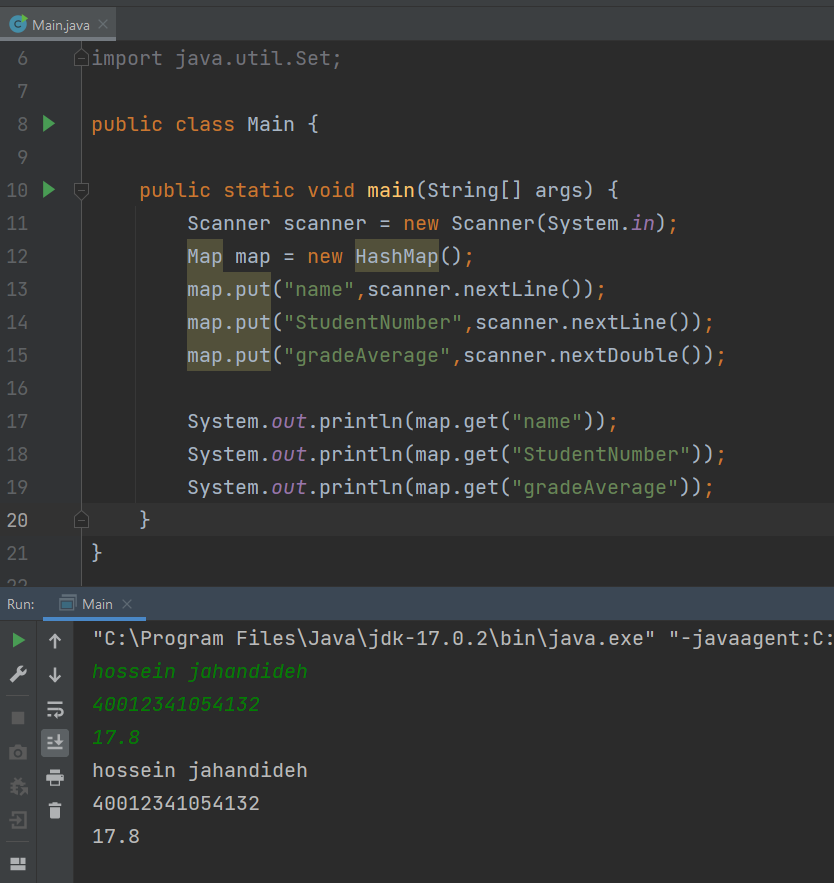 Main.java
6 import java.util.Set;
7
8 public class Main {
9
10 public static void main(String[] args) {
11 Scanner scanner = new Scanner(System.in);
12 Map map = new HashMap();
13 map.put("name",scanner.nextLine());
14 map.put("StudentNumber",scanner.nextLine());
15 map.put("gradeAverage",scanner.nextDouble());
16
17 System.out.println(map.get("name"));
18 System.out.println(map.get("StudentNumber"));
19 System.out.println(map.get("gradeAverage"));
20 }
21 }
22
Run: Main
"C:\Program Files\Java\jdk-17.0.2\bin\java.exe" "-javaagent:C:
hossein jahandideh
40012341054132
17.8
hossein jahandideh
40012341054132
17.8